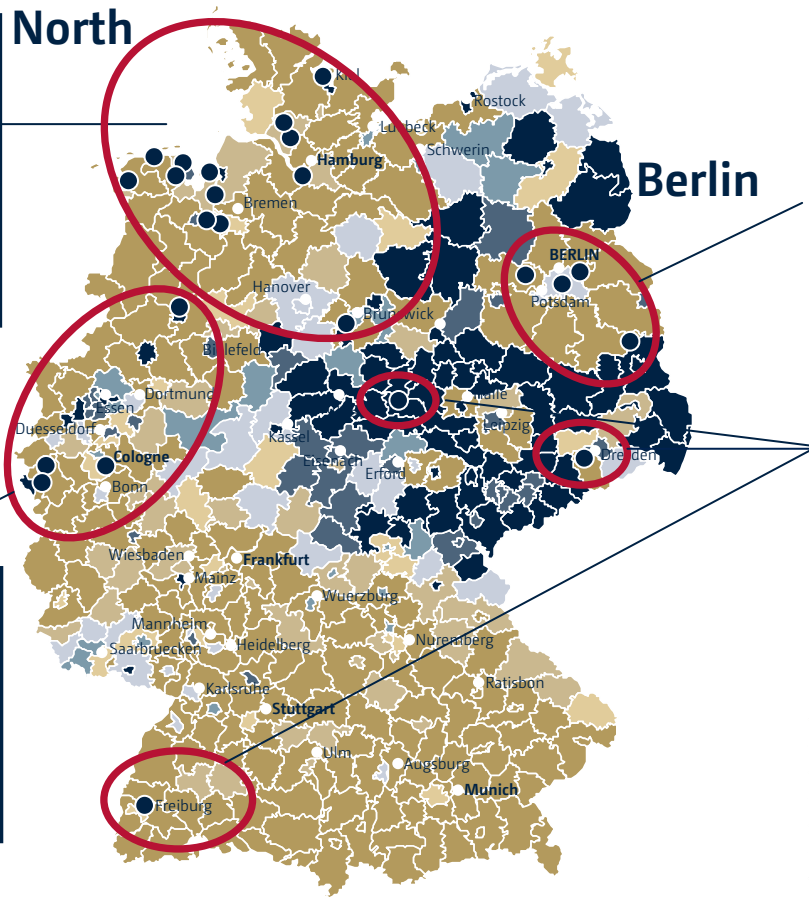 North
Kiel
Rostock
Luebeck
Schwerin
Hamburg
Berlin
Bremen
BERLIN
Hanover
Potsdam
Brunswick
Bielefeld
Dortmund
Halle
Essen
Leipzig
Duesseldorf
Kassel
Cologne
Eisenach
Dresden
Erford
Bonn
Wiesbaden
Frankfurt
Mainz
Wuerzburg
Mannheim
Nuremberg
Saarbruecken
Heidelberg
Ratisbon
Karlsruhe
Stuttgart
Ulm
Augsburg
Munich
Freiburg